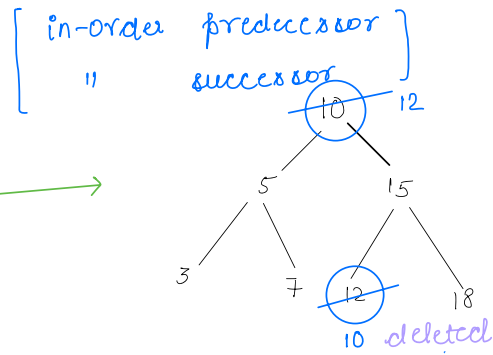 in-order predecessor
" successor
10 12
5 15
3 7 12 18
10 deleted